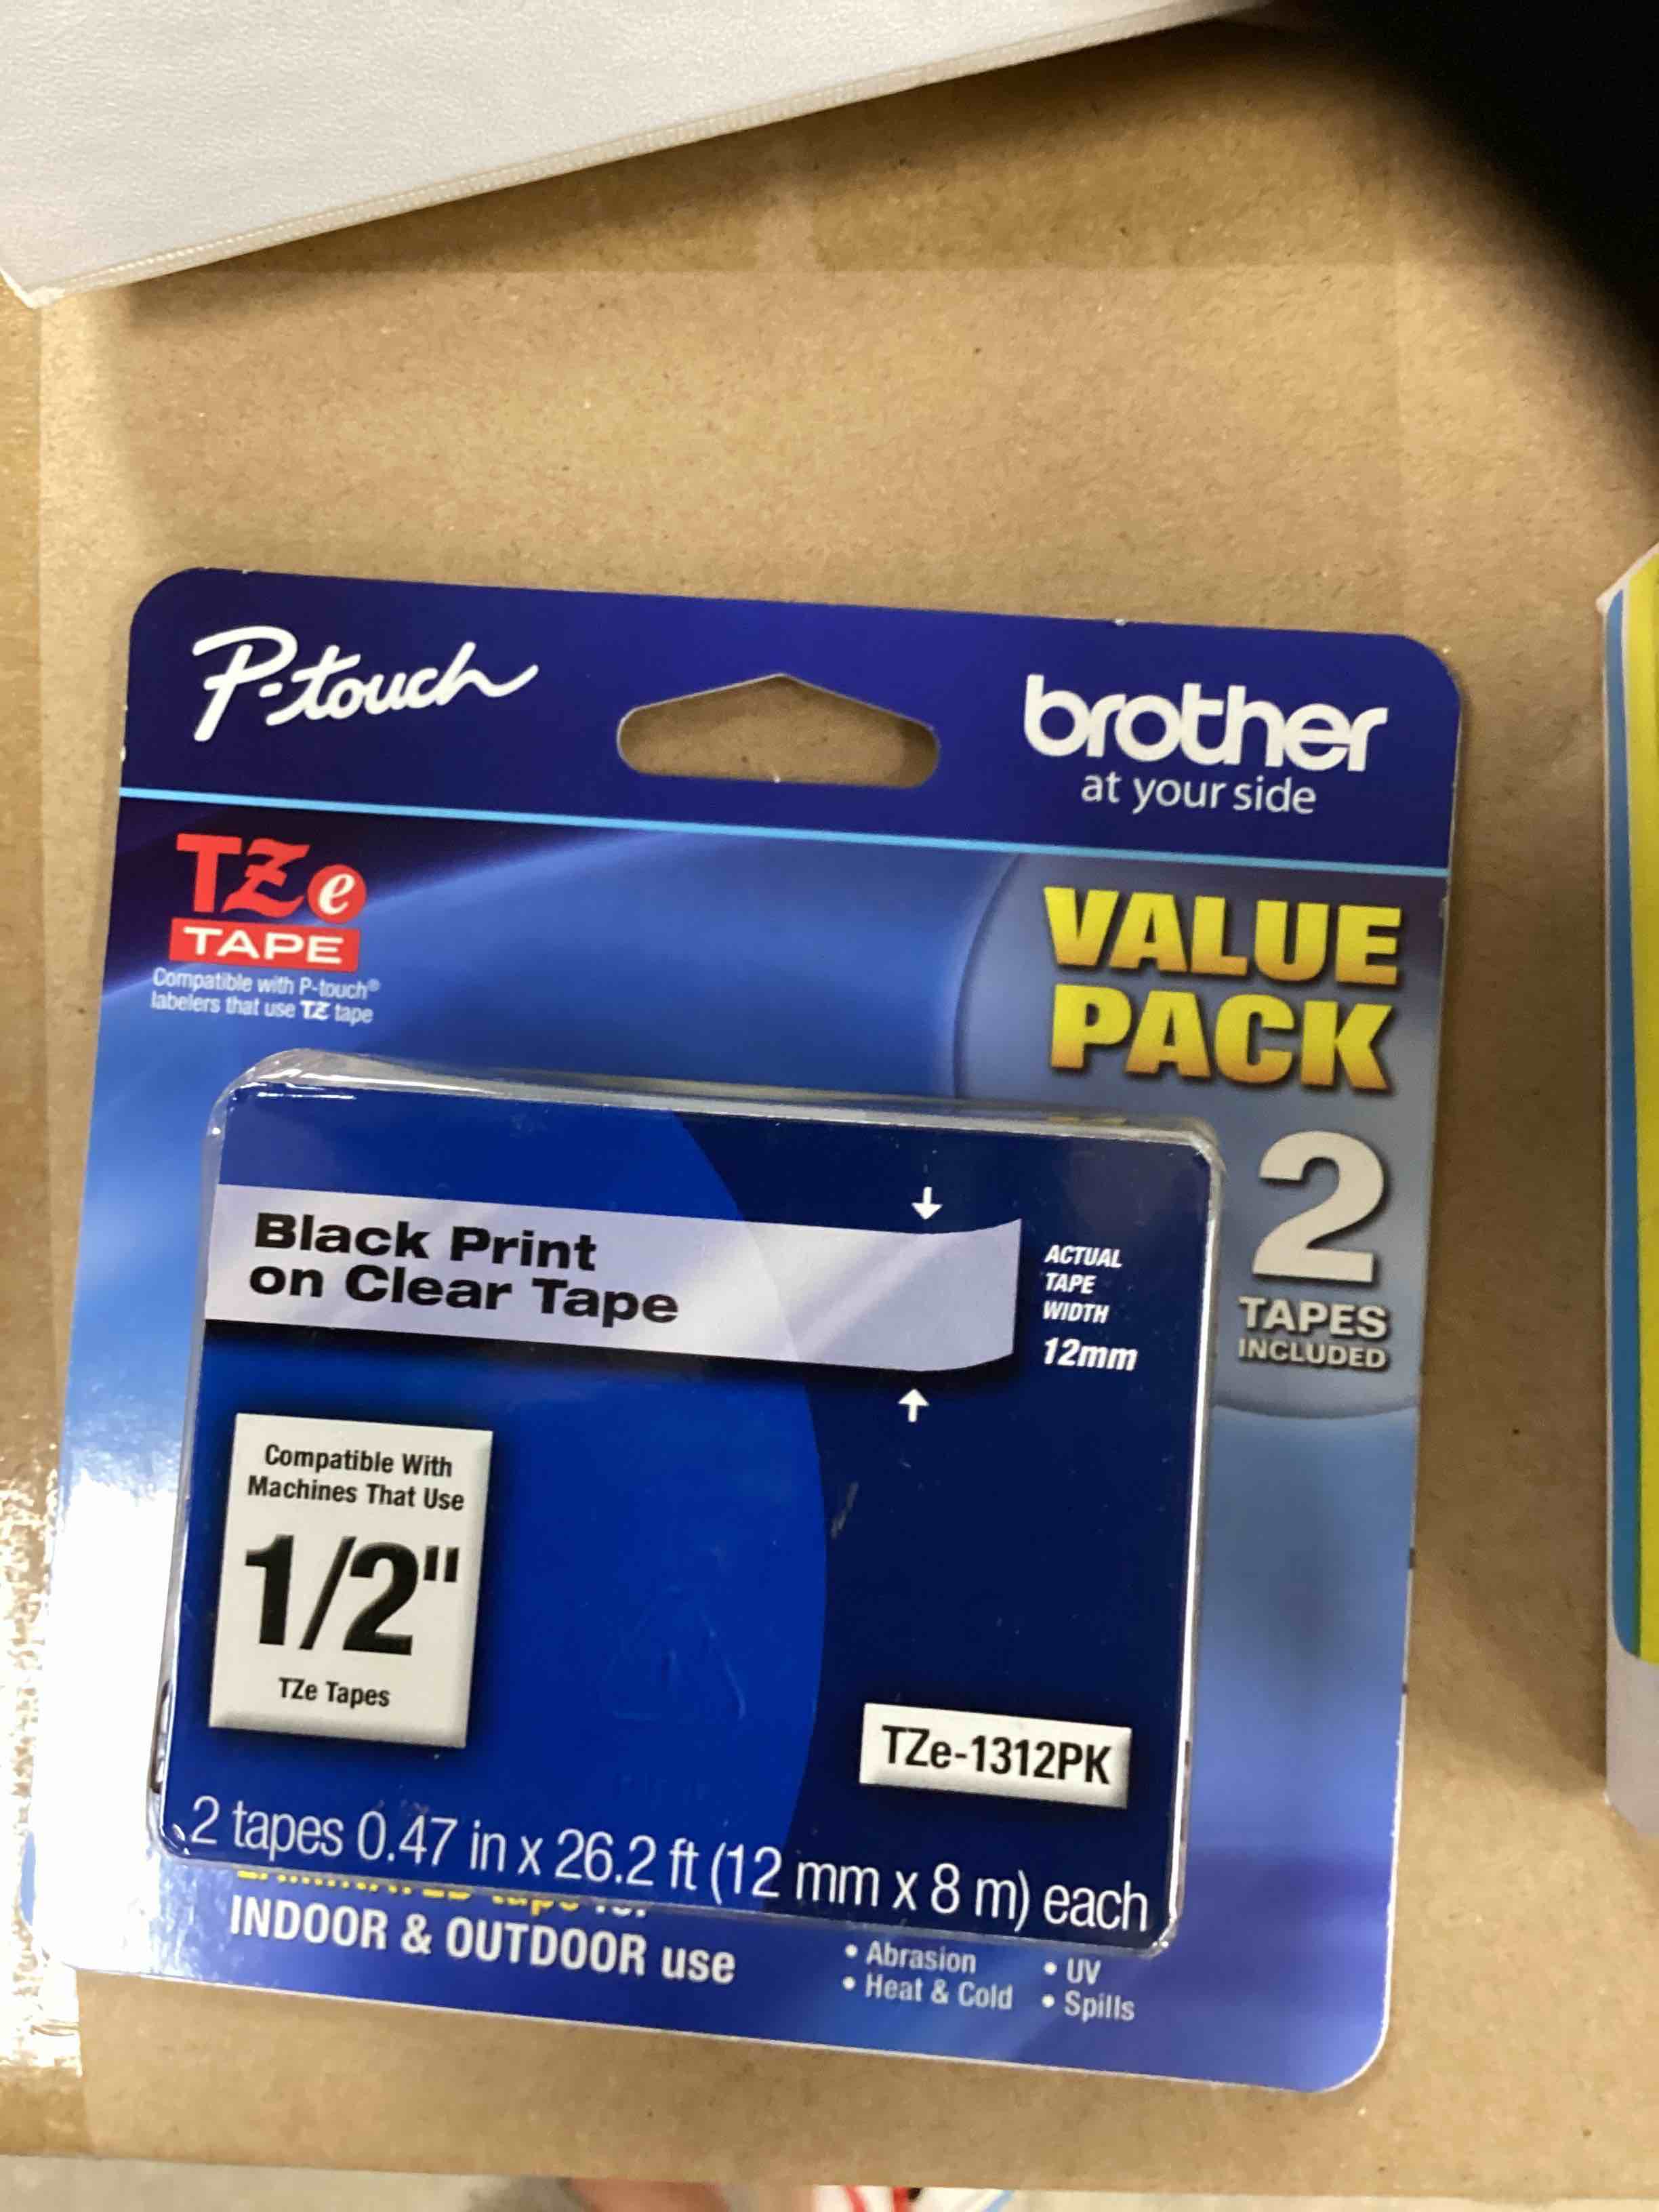 P-touch
brother
at your side
TZe
TAPE
Compatible with P-touch®
labelers that use TZ tape
VALUE
PACK
2
TAPES
INCLUDED
Black Print
on Clear Tape
ACTUAL
TAPE
WIDTH
12mm
Compatible With
Machines That Use
1/2"
TZe Tapes
TZe-1312PK
2 tapes 0.47 in x 26.2 ft (12 mm x 8 m) each
INDOOR & OUTDOOR use
• Abrasion
• UV
• Heat & Cold
• Spills